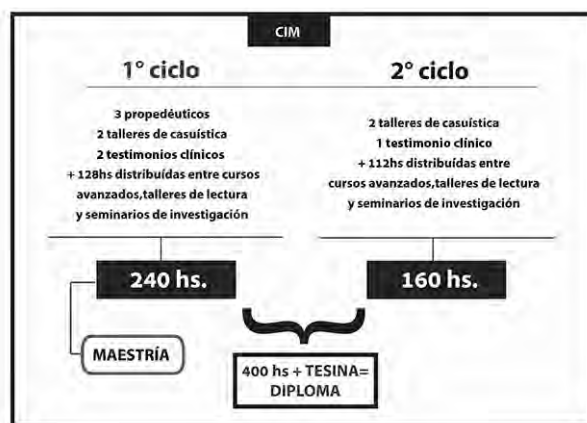 CIM
1° ciclo
3 propedéuticos
2 talleres de casuística
2 testimonios clínicos
+ 128hs distribuídas entre cursos
avanzados,talleres de lectura
y seminarios de investigación
240 hs.
MAESTRÍA
2° ciclo
2 talleres de casuística
1 testimonio clínico
+ 112hs distribuídas entre
cursos avanzados,talleres de lectura
y seminarios de investigación
160 hs.
400 hs + TESINA=
DIPLOMA